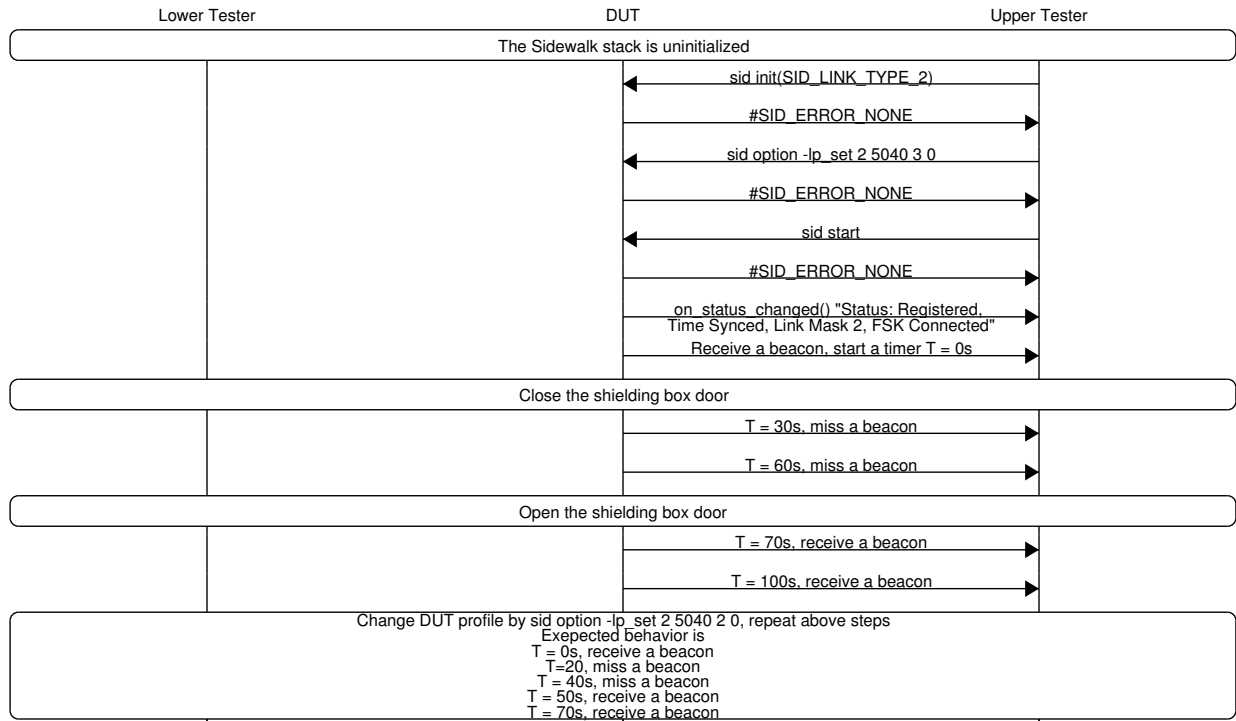 Lower Tester DUT Upper Tester
The Sidewalk stack is uninitialized
sid init(SID_LINK_TYPE_2)
#SID_ERROR_NONE
sid option -lp_set 2 5040 3 0
#SID_ERROR_NONE
sid start
#SID_ERROR_NONE
on_status_changed() "Status: Registered,
Time Synced, Link Mask 2, FSK Connected"
Receive a beacon, start a timer T = 0s
Close the shielding box door
T = 30s, miss a beacon
T = 60s, miss a beacon
Open the shielding box door
T = 70s, receive a beacon
T = 100s, receive a beacon
Change DUT profile by sid option -lp_set 2 5040 2 0, repeat above steps
Exepected behavior is
T = 0s, receive a beacon
T=20, miss a beacon
T = 40s, miss a beacon
T = 50s, receive a beacon
T = 70s, receive a beacon